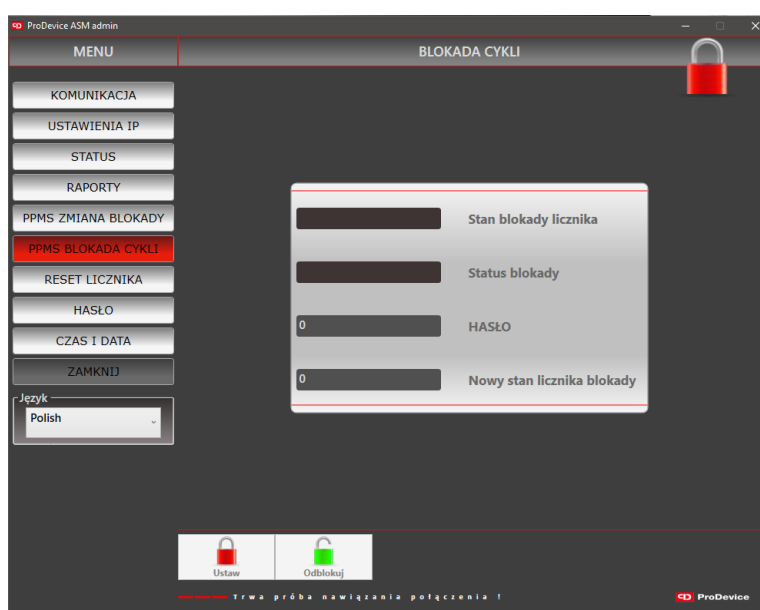 ProDevice ASM admin
MENU
BLOKADA CYKLI
KOMUNIKACJA
USTAWIENIA IP
STATUS
RAPORTY
PPMS ZMIANA BLOKADY
PPMS BLOKADA CYKLI
RESET LICZNIKA
HASŁO
CZAS I DATA
ZAMKNIJ
Język
Polish
Stan blokady licznika
Status blokady
0 HASŁO
0 Nowy stan licznika blokady
Ustaw
Odblokuj
Trwa próba nawiązania połączenia !
ProDevice